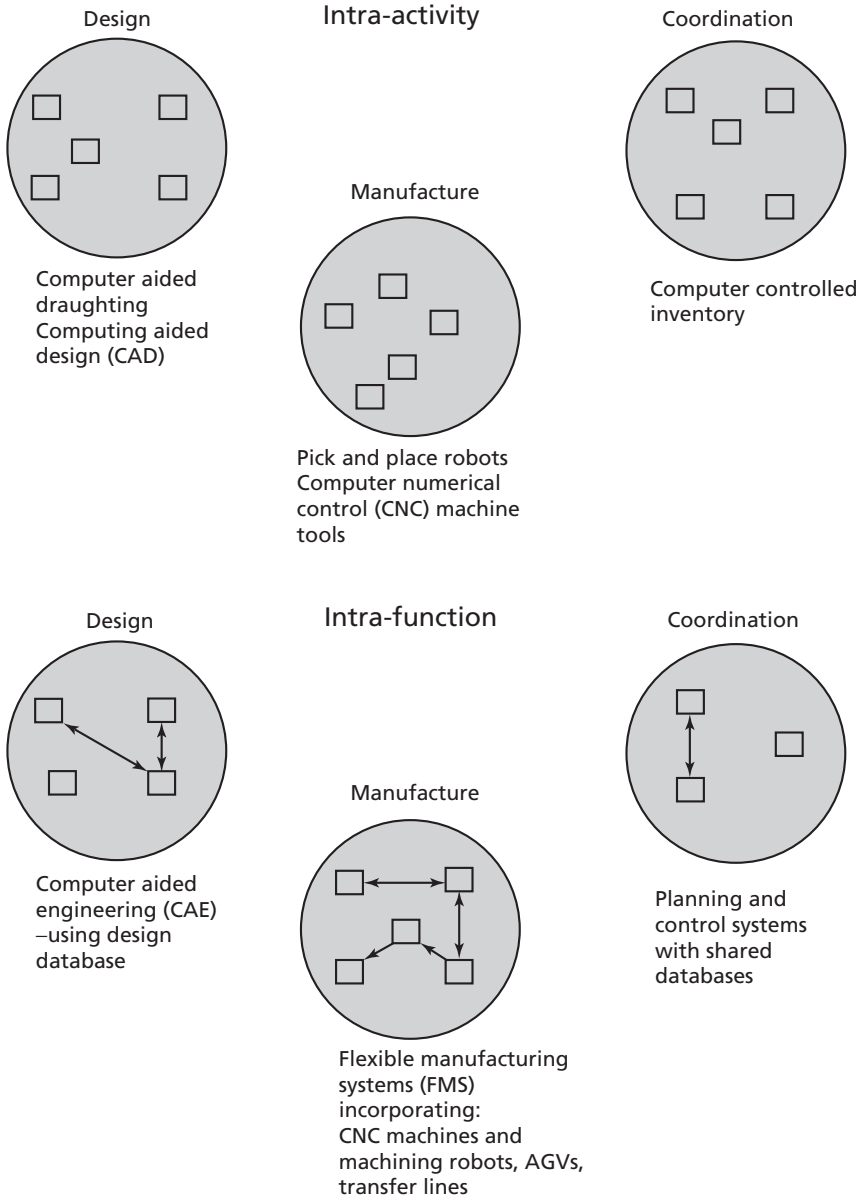 Design
Intra-activity
Coordination
Manufacture
Computer aided
draughting
Computing aided
design (CAD)
Computer controlled
inventory
Pick and place robots
Computer numerical
control (CNC) machine
tools
Design
Intra-function
Coordination
Manufacture
Computer aided
engineering (CAE)
–using design
database
Planning and
control systems
with shared
databases
Flexible manufacturing
systems (FMS)
incorporating:
CNC machines and
machining robots, AGVs,
transfer lines